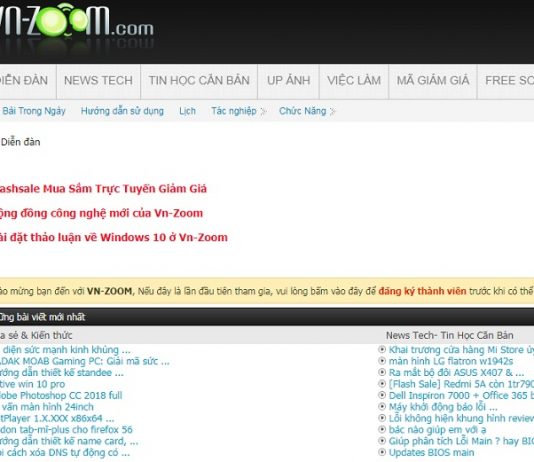 VN-ZOOM.com
DIỄN ĐÀN NEWS TECH TIN HỌC CĂN BẢN UP ẢNH VIỆC LÀM MÃ GIẢM GIÁ FREE SO
Bài Trong Ngày Hướng dẫn sử dụng Lịch Tác nghiệp Chức Năng
Diễn đàn
ashsale Mua Sắm Trực Tuyến Giảm Giá
ộng đồng công nghệ mới của Vn-Zoom
ài đặt thảo luận về Windows 10 ở Vn-Zoom
ào mừng bạn đến với VN-ZOOM, Nếu đây là lần đầu tiên tham gia, vui lòng bấm vào đây để đăng ký thành viên trước khi có thể
ững bài viết mới nhất
a sẻ & Kiến thức
diện sức mạnh kinh khủng ...
ADAK MOAB Gaming PC: Giải mã sức ...
ướng dẫn thiết kế standee ...
tive win 10 pro
dobe Photoshop CC 2018 full
vấn màn hình 24inch
tPlayer 1.X.XXX x86x64 ...
ddon tab-mĩ-plus cho firefox 56
ướng dẫn thiết kế name card, ...
i cách xóa DNS tự động có ...
News Tech- Tin Học Căn Bản
Khai trương cửa hàng Mi Store ủy
màn hình LG flatron w1942s
Ra mắt bộ đôi ASUS X407 & ...
[Flash Sale] Redmi 5A còn 1tr790
Dell Inspiron 7000 + Office 365 b
Máy khởi động báo lỗi ...
Lỗi không hiện khung hình review
bác nào giúp em với ạ
Giúp phân tích Lỗi Main ? hay BIO
Updates BIOS main